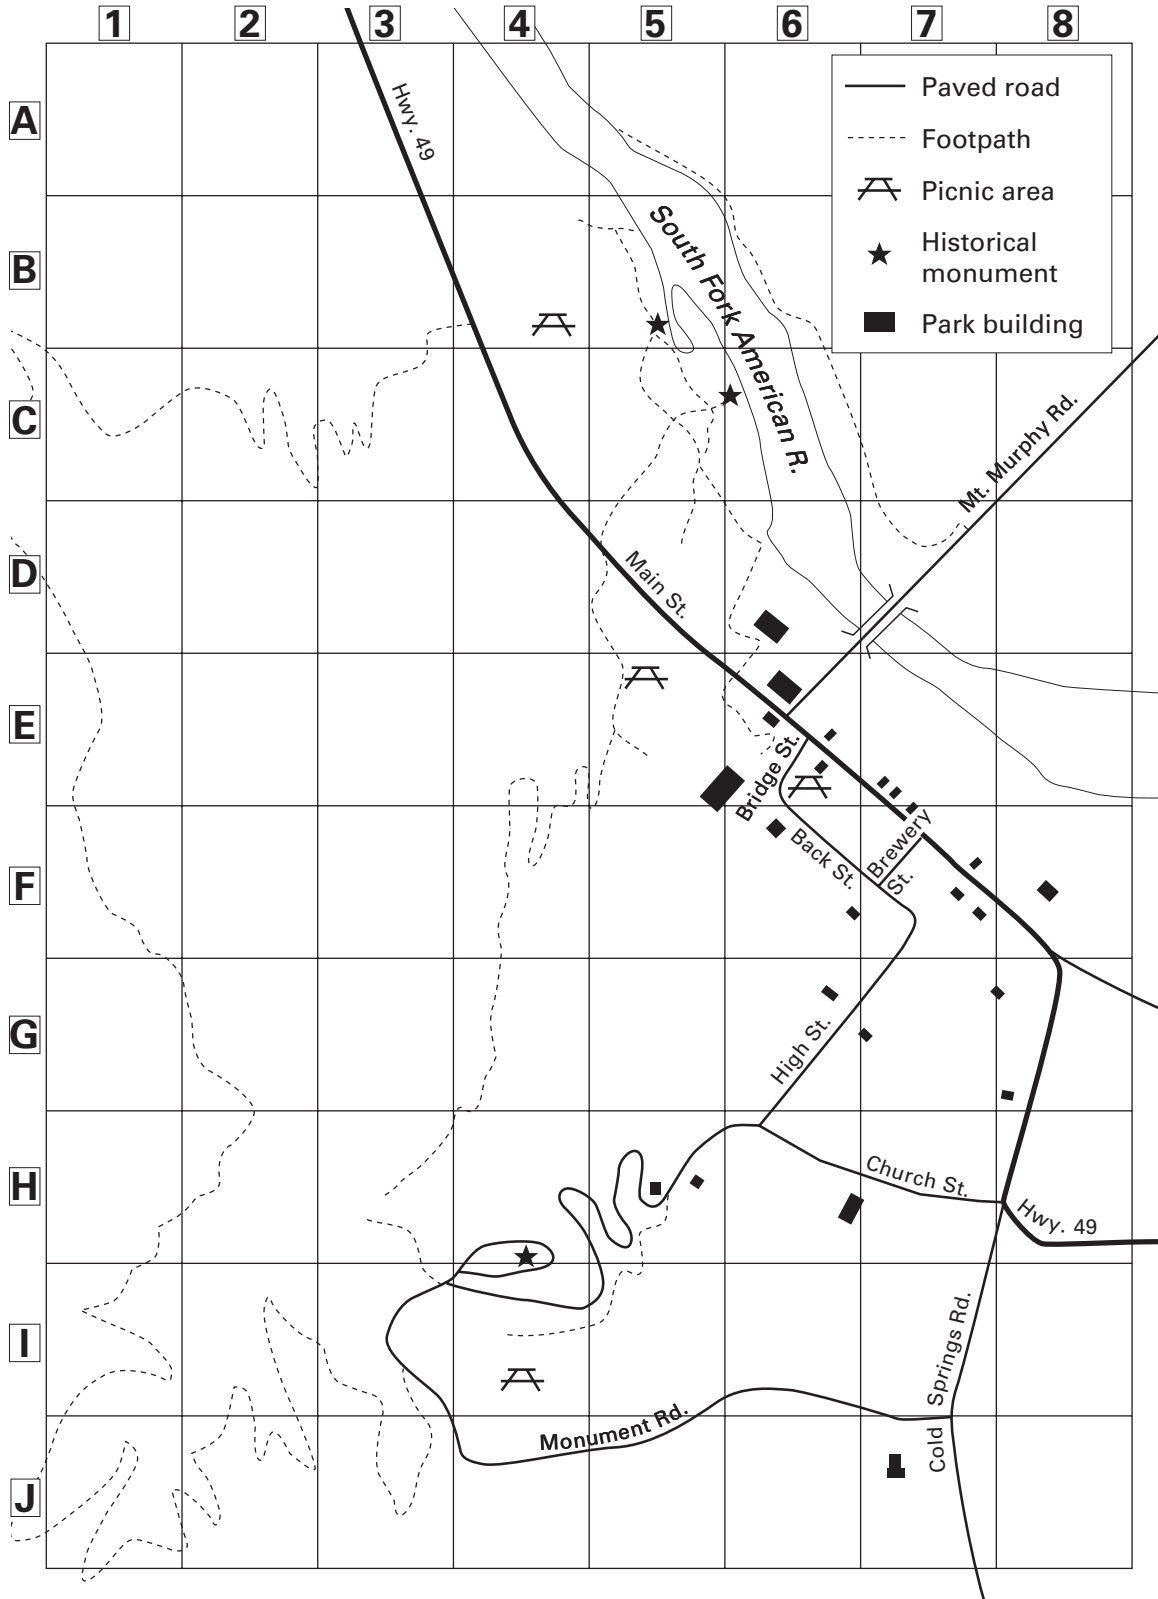 1 2 3 4 5 6 7 8
A
B
C
D
E
F
G
H
I
J
Paved road
Footpath
Picnic area
Historical
monument
Park building
Hwy. 49
South Fork American R.
Mt. Murphy Rd.
Main St.
Bridge St.
Back St.
Brewery
St.
High St.
Church St.
Hwy. 49
Cold Springs Rd.
Monument Rd.